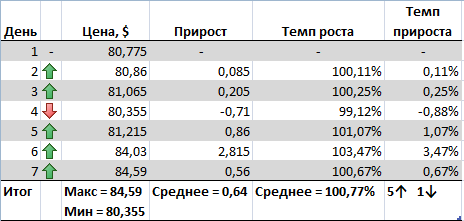 День Цена, $ Прирост Темп роста Темп прироста
1 - 80,775 - - -
2 80,86 0,085 100,11% 0,11%
3 81,065 0,205 100,25% 0,25%
4 80,355 -0,71 99,12% -0,88%
5 81,215 0,86 101,07% 1,07%
6 84,03 2,815 103,47% 3,47%
7 84,59 0,56 100,67% 0,67%
Итог Макс = 84,59 Среднее = 0,64 Среднее = 100,77% 5↑ 1↓
Мин = 80,355